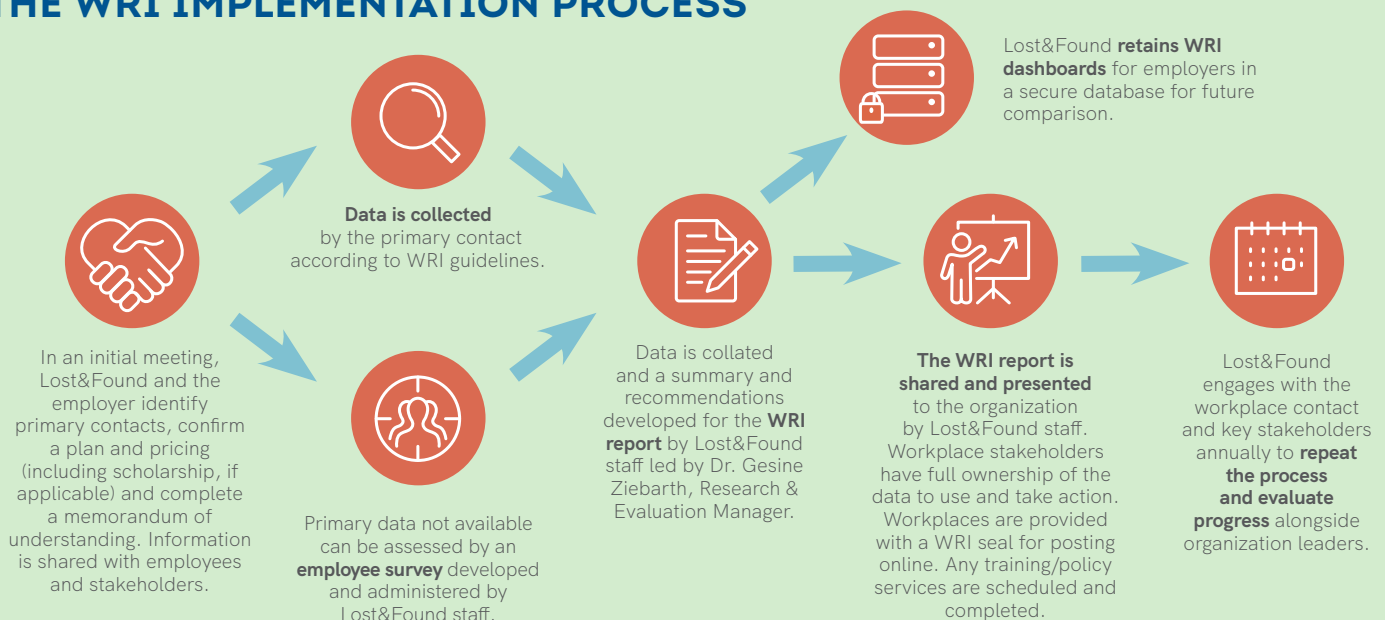 THE WRI IMPLEMENTATION PROCESS
Lost&Found retains WRI
dashboards for employers in
a secure database for future
comparison.
Data is collected
by the primary contact
according to WRI guidelines.
In an initial meeting,
Lost&Found and the
employer identify
primary contacts, confirm
a plan and pricing
(including scholarship, if
applicable) and complete
a memorandum of
understanding. Information
is shared with employees
and stakeholders.
Primary data not available
can be assessed by an
employee survey developed
and administered by
Lost&Found staff.
Data is collated
and a summary and
recommendations
developed for the WRI
report by Lost&Found
staff led by Dr. Gesine
Ziebarth, Research &
Evaluation Manager.
The WRI report is
shared and presented
to the organization
by Lost&Found staff.
Workplace stakeholders
have full ownership of the
data to use and take action.
Workplaces are provided
with a WRI seal for posting
online. Any training/policy
services are scheduled and
completed.
Lost&Found
engages with the
workplace contact
and key stakeholders
annually to repeat
the process
and evaluate
progress alongside
organization leaders.